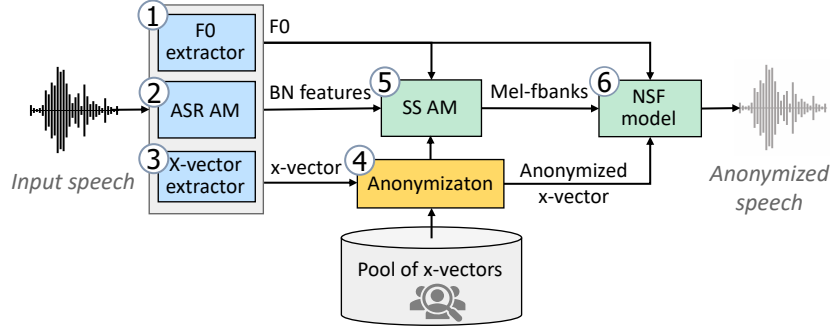 1
F0
extractor
F0
2
ASR AM
BN features
3
X-vector
extractor
x-vector
4
Anonymizaton
5
SS AM
Mel-fbanks
6
NSF
model
Anonymized
x-vector
Input speech
Anonymized
speech
Pool of x-vectors